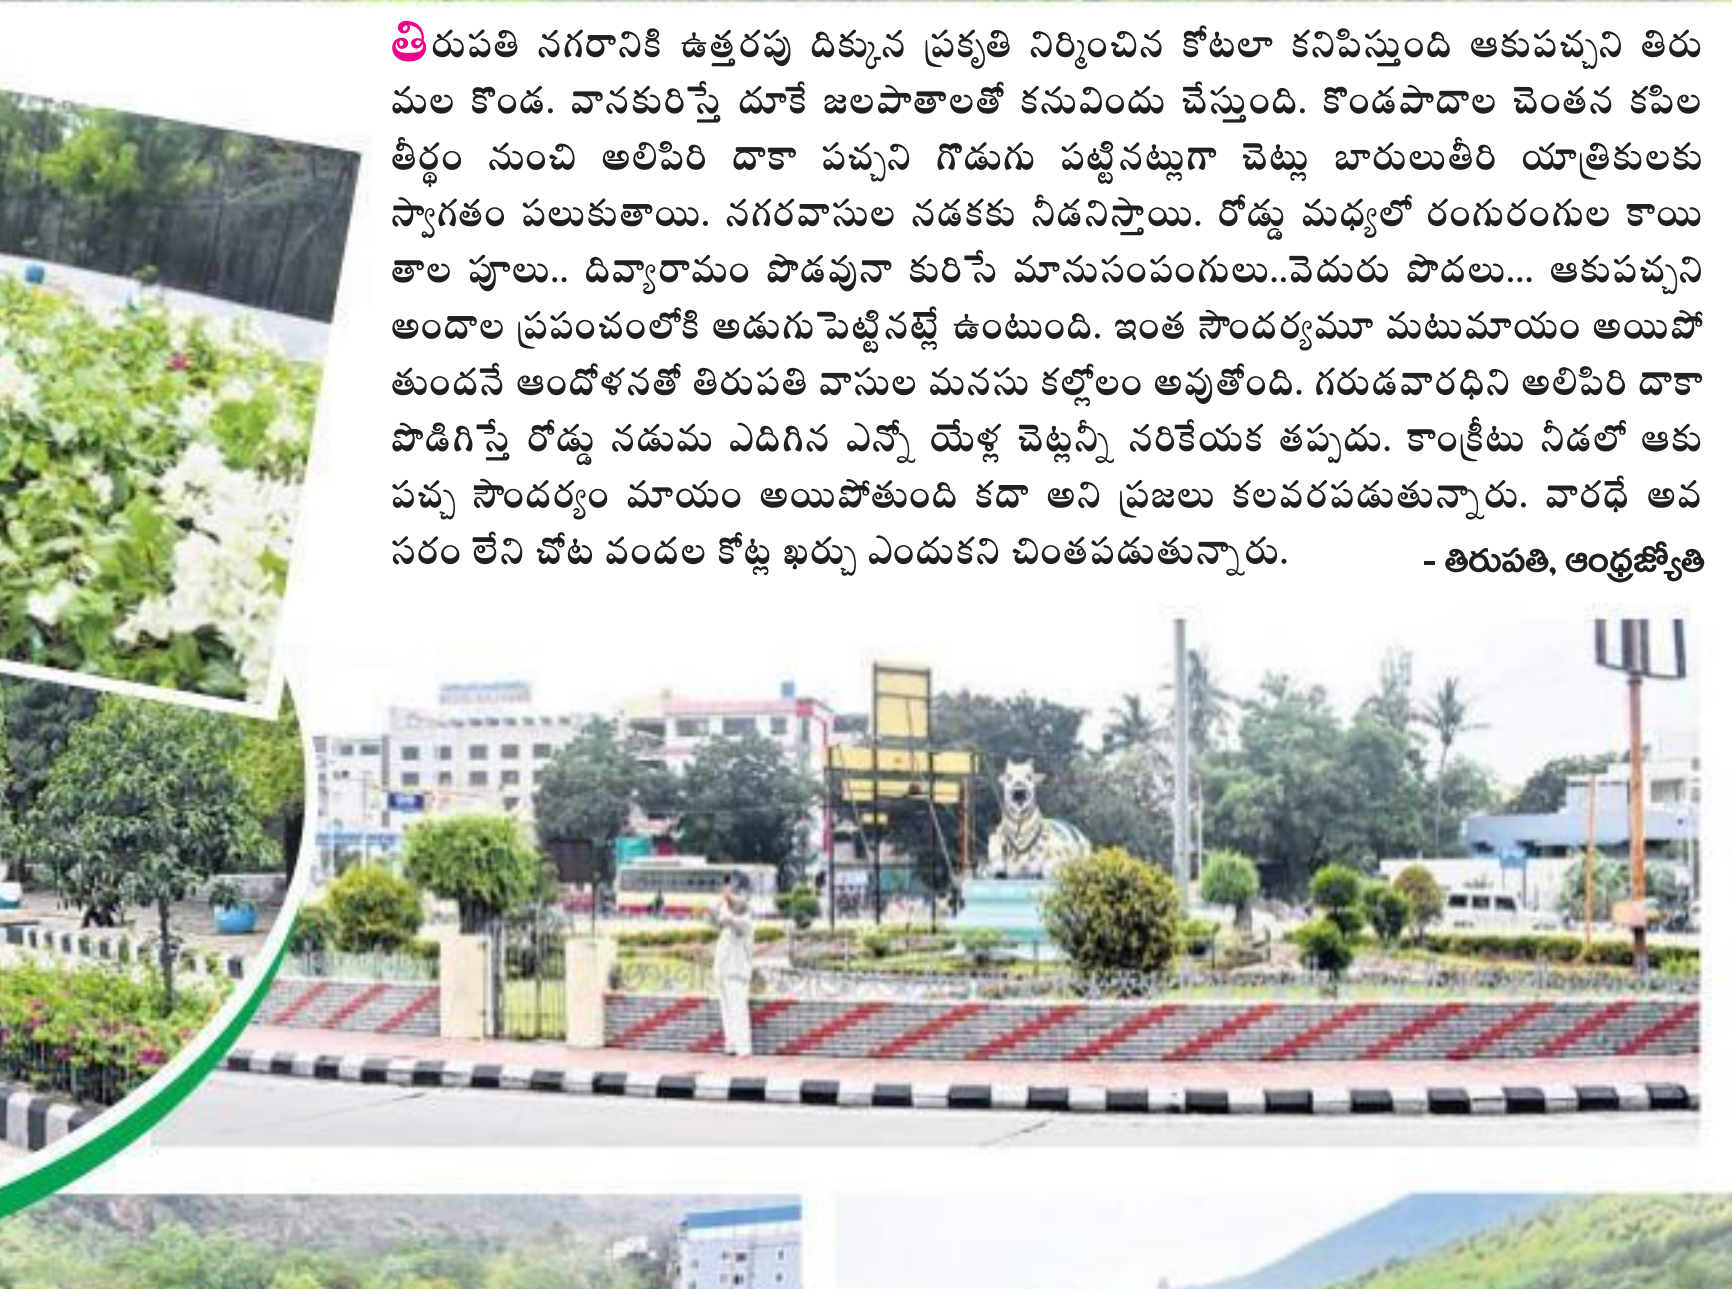 తిరుపతి నగరానికి ఉత్తరపు దిక్కున ప్రకృతి నిర్మించిన కోటలా కనిపిస్తుంది ఆకుపచ్చని తిరు
మల కొండ. వానకురిస్తే దూకే జలపాతాలతో కనువిందు చేస్తుంది. కొండపాదాల చెంతన కపిల
తీర్థం నుంచి అలిపిరి దాకా పచ్చని గొడుగు పట్టినట్లుగా చెట్లు బారులుతీరి యాత్రికులకు
స్వాగతం పలుకుతాయి. నగరవాసుల నడకకు నీడనిస్తాయి. రోడ్డు మధ్యలో రంగురంగుల కాయి
తాల పూలు.. దివ్యారామం పొడవునా కురిసే మానుసంపంగులు..వెదురు పొదలు... ఆకుపచ్చని
అందాల ప్రపంచంలోకి అడుగుపెట్టినట్లే ఉంటుంది. ఇంత సౌందర్యమూ మటుమాయం అయిపో
తుందనే ఆందోళనతో తిరుపతి వాసుల మనసు కల్లోలం అవుతోంది. గరుడవారధిని అలిపిరి దాకా
పొడిగిస్తే రోడ్డు నడుమ ఎదిగిన ఎన్నో యేళ్ల చెట్లన్నీ నరికేయక తప్పదు. కాంక్రీటు నీడలో ఆకు
పచ్చ సౌందర్యం మాయం అయిపోతుంది కదా అని ప్రజలు కలవరపడుతున్నారు. వారధే అవ
సరం లేని చోట వందల కోట్ల ఖర్చు ఎందుకని చింతపడుతున్నారు.
- తిరుపతి, ఆంధ్రజ్యోతి